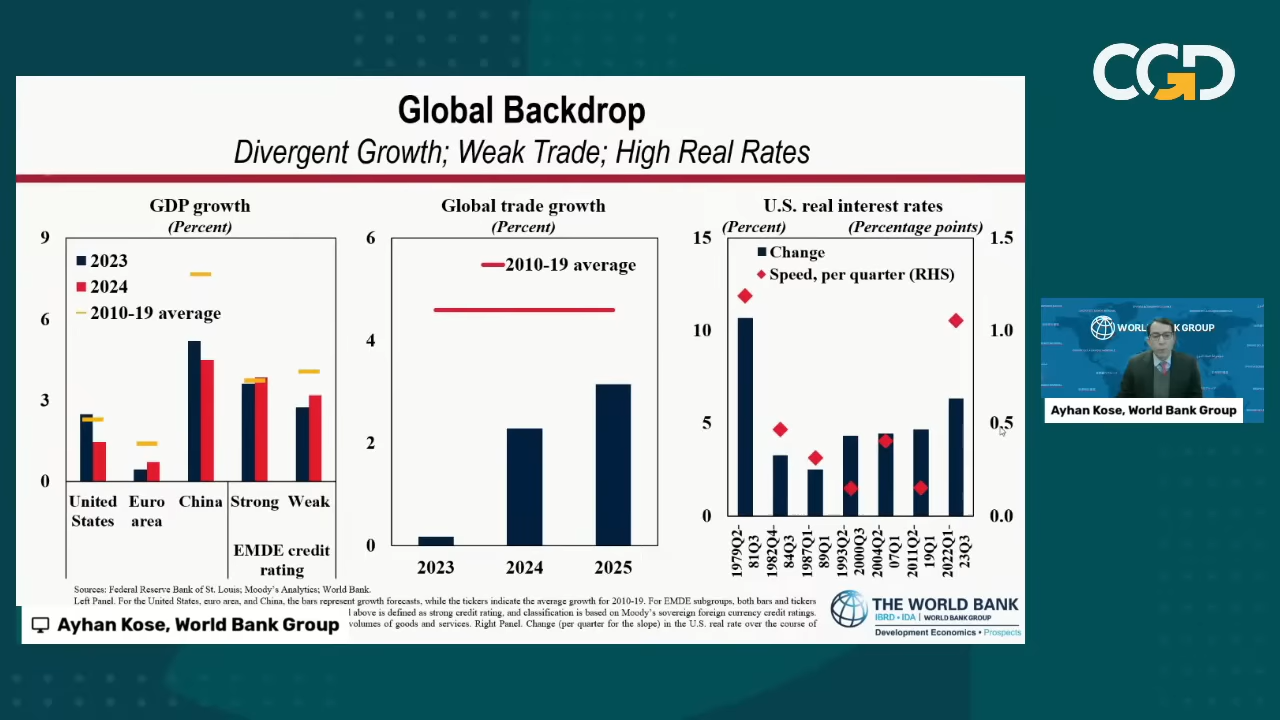 CGD
Global Backdrop
Divergent Growth; Weak Trade; High Real Rates
GDP growth
(Percent)
9
6
3
0
2023
2024
2010-19 average
United States
Euro area
China
Strong
Weak
EMDE credit rating
Global trade growth
(Percent)
6
4
2
0
2010-19 average
2023
2024
2025
U.S. real interest rates
(Percent)
(Percentage points)
15
10
5
0
1.5
1.0
0.5
0.0
Change
Speed, per quarter (RHS)
1979Q2-81Q3
1982Q4-84Q3
1987Q1-89Q1
1993Q2-2000Q3
2004Q2-07Q1
2011Q2-19Q1
2022Q1-23Q3
Sources: Federal Reserve Bank of St. Louis; Moody's Analytics; World Bank.
Left Panel. For the United States, euro area, and China, the bars represent growth forecasts, while the tickers indicate the average growth for 2010-19. For EMDE subgroups, both bars and tickers
above is defined as strong credit rating, and classification is based on Moody's sovereign foreign currency credit ratings.
volumes of goods and services. Right Panel. Change (per quarter for the slope) in the U.S. real rate over the course of
THE WORLD BANK
IBRD • IDA | WORLD BANK GROUP
Development Economics • Prospects
Ayhan Kose, World Bank Group
WORL K GROUP
Ayhan Kose, World Bank Group